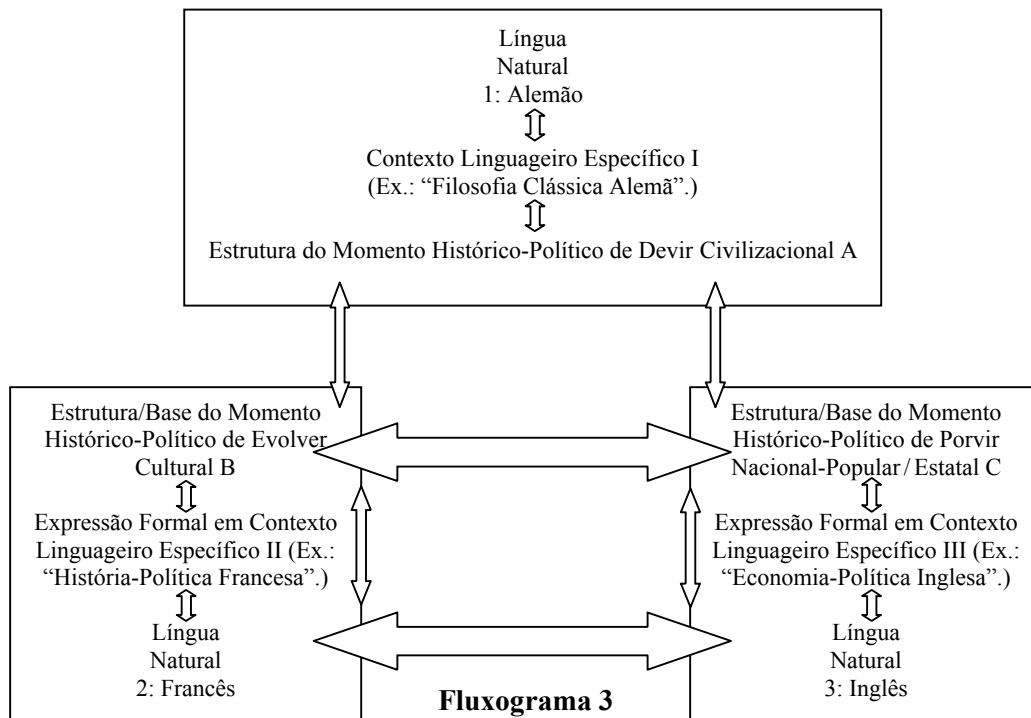 Língua
Natural
1: Alemão
Contexto Linguageiro Específico I
(Ex.: “Filosofia Clássica Alemã”.)
Estrutura do Momento Histórico-Político de Devir Civilizacional A
Estrutura/Base do Momento
Histórico-Político de Evolver
Cultural B
Expressão Formal em Contexto
Linguageiro Específico II (Ex.:
“História-Política Francesa”.)
Língua
Natural
2: Francês
Estrutura/Base do Momento
Histórico-Político de Porvir
Nacional-Popular / Estatal C
Expressão Formal em Contexto
Linguageiro Específico III (Ex.:
“Economia-Política Inglesa”.)
Língua
Natural
3: Inglês
Fluxograma 3